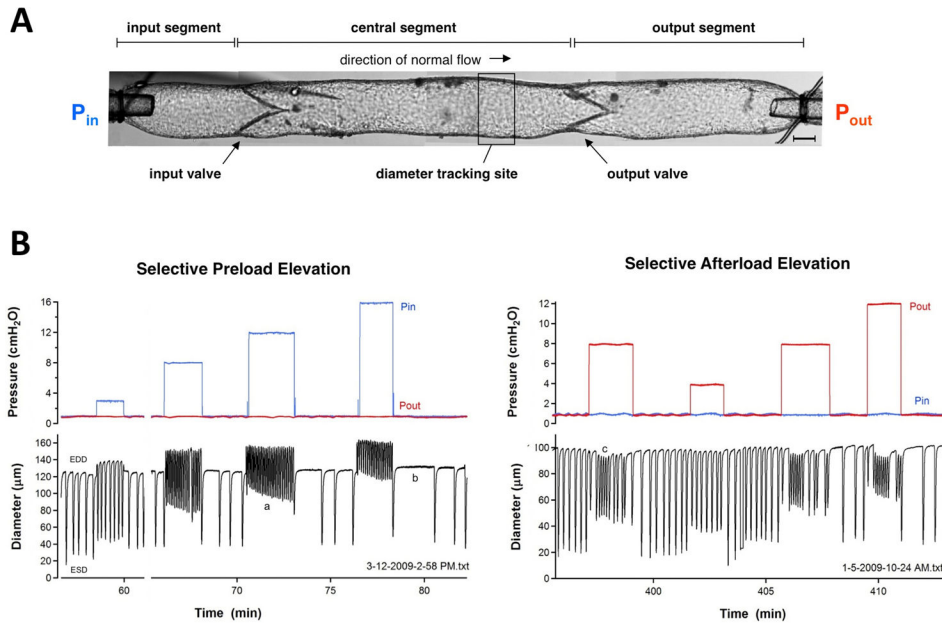 A
input segment
central segment
output segment
direction of normal flow →
Pin
Pout
input valve
diameter tracking site
output valve
B
Selective Preload Elevation
Pressure (cmH2O)
16
12
8
4
0
Pin
Pout
Diameter (µm)
160
140
120
100
80
60
40
20
0
EDD
ESD
a
b
3-12-2009-2-58 PM.txt
60
70
75
80
Time (min)
Selective Afterload Elevation
Pressure (cmH2O)
12
10
8
6
4
2
0
Pout
Pin
Diameter (µm)
100
80
60
40
20
0
c
1-5-2009-10-24 AM.txt
400
405
410
Time (min)